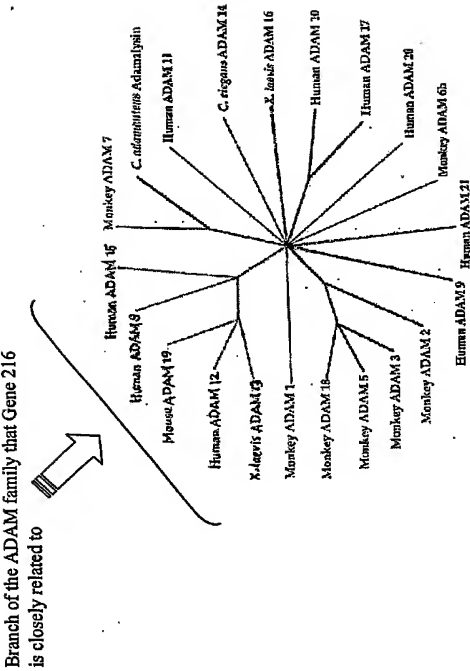 Branch of the ADAM family that Gene 216
is closely related to
Monkey ADAM 7
C. adamanteus Adamalysin
Human ADAM 11
C. elegans ADAM 14
X. laevis ADAM 16
Human ADAM 10
Human ADAM 17
Human ADAM 20
Monkey ADAM 6b
Human ADAM 21
Human ADAM 9
Monkey ADAM 2
Monkey ADAM 3
Monkey ADAM 5
Monkey ADAM 18
Monkey ADAM 1
X.laevis ADAM 13
Human ADAM 12
Mouse ADAM 19
Human ADAM 8
Human ADAM 15